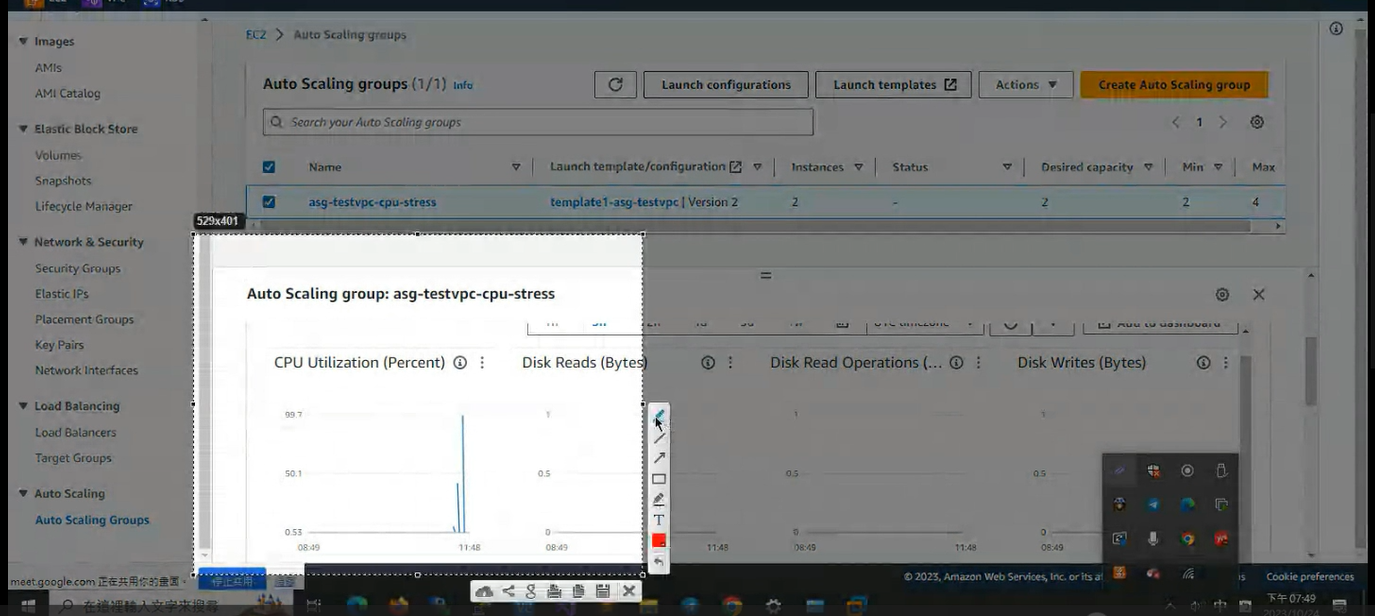 EC2 > Auto Scaling groups
Images
AMIs
AMI Catalog
Elastic Block Store
Volumes
Snapshots
Lifecycle Manager
Network & Security
Security Groups
Elastic IPs
Placement Groups
Key Pairs
Network Interfaces
Load Balancing
Load Balancers
Target Groups
Auto Scaling
Auto Scaling Groups
Auto Scaling groups (1/1) Info
Launch configurations
Launch templates
Actions
Create Auto Scaling group
Search your Auto Scaling groups
1
Name Launch template/configuration Instances Status Desired capacity Min Max
asg-testvpc-cpu-stress template1-asg-testvpc | Version 2 2 - 2 2 4
529x401
Auto Scaling group: asg-testvpc-cpu-stress
UTC timezone
Add to dashboard
CPU Utilization (Percent)
99.7
50.1
0.53
08:49 11:48
Disk Reads (Bytes)
1
0.5
0
08:49 11:48
Disk Read Operations (...
1
0.5
0
08:49 11:48
Disk Writes (Bytes)
1
0.5
0
08:49
T
meet.google.com 正在共用你的畫面。
停止共用
© 2023, Amazon Web Services, Inc. or its a
Cookie preferences
在這裡輸入文字來搜尋
中
下午 07:49
2023/10/24